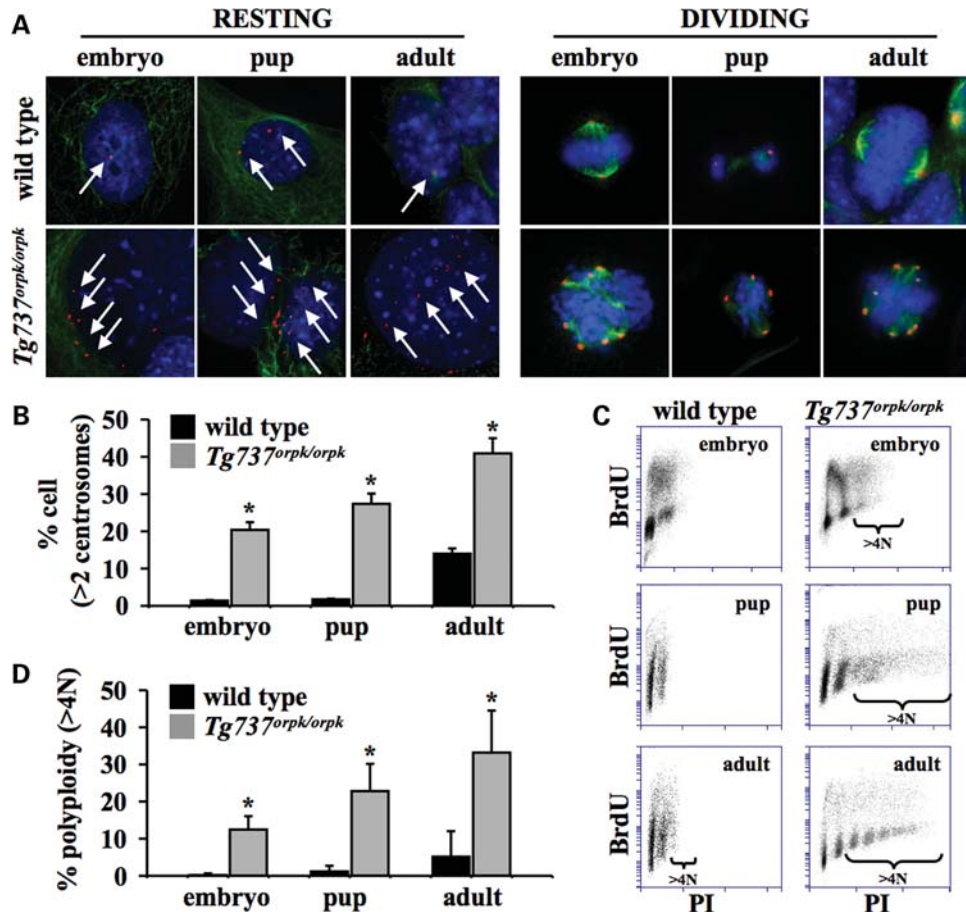 A
RESTING
DIVIDING
embryo pup adult
embryo pup adult
wild type
Tg737orpk/orpk
B
50
40
30
20
10
0
% cell
(>2 centrosomes)
wild type
Tg737orpk/orpk
*
*
*
embryo pup adult
C
wild type Tg737orpk/orpk
BrdU
embryo
embryo
>4N
BrdU
pup
pup
>4N
BrdU
adult
>4N
adult
>4N
PI PI
D
50
40
30
20
10
0
% polyploidy (>4N)
wild type
Tg737orpk/orpk
*
*
*
embryo pup adult